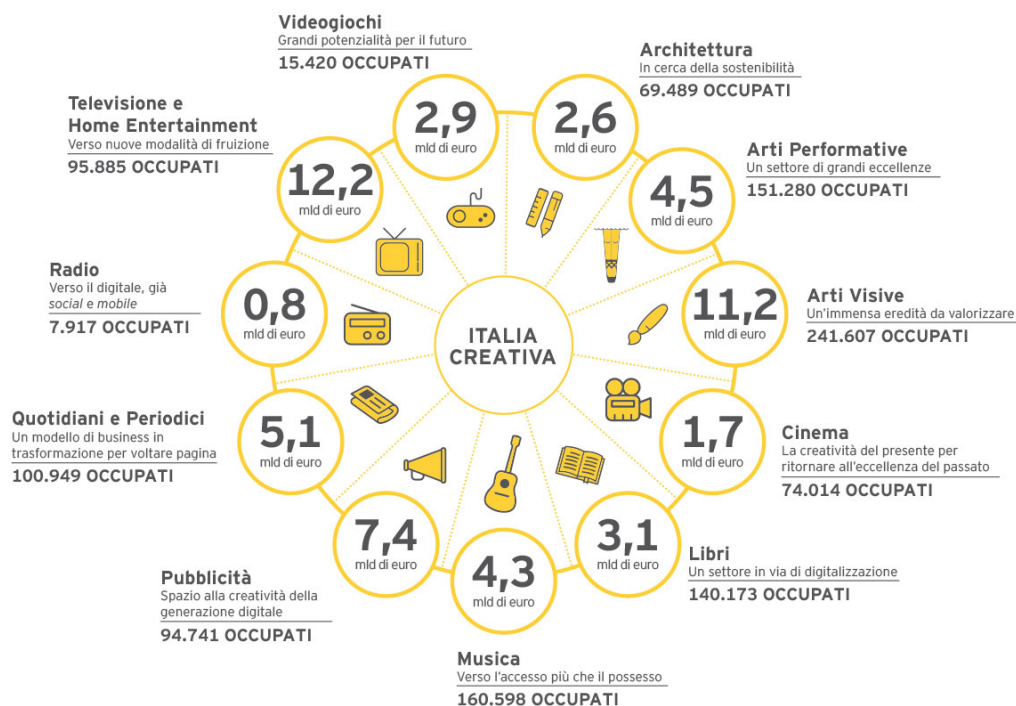 Videogiochi
Grandi potenzialità per il futuro
15.420 OCCUPATI
2,9
mld di euro
Architettura
In cerca della sostenibilità
69.489 OCCUPATI
2,6
mld di euro
Arti Performative
Un settore di grandi eccellenze
151.280 OCCUPATI
4,5
mld di euro
Arti Visive
Un'immensa eredità da valorizzare
241.607 OCCUPATI
11,2
mld di euro
Cinema
La creatività del presente per
ritornare all'eccellenza del passato
74.014 OCCUPATI
1,7
mld di euro
Libri
Un settore in via di digitalizzazione
140.173 OCCUPATI
3,1
mld di euro
Musica
Verso l'accesso più che il possesso
160.598 OCCUPATI
4,3
mld di euro
Pubblicità
Spazio alla creatività della
generazione digitale
94.741 OCCUPATI
7,4
mld di euro
Quotidiani e Periodici
Un modello di business in
trasformazione per voltare pagina
100.949 OCCUPATI
5,1
mld di euro
Radio
Verso il digitale, già
social e mobile
7.917 OCCUPATI
0,8
mld di euro
Televisione e
Home Entertainment
Verso nuove modalità di fruizione
95.885 OCCUPATI
12,2
mld di euro
ITALIA
CREATIVA